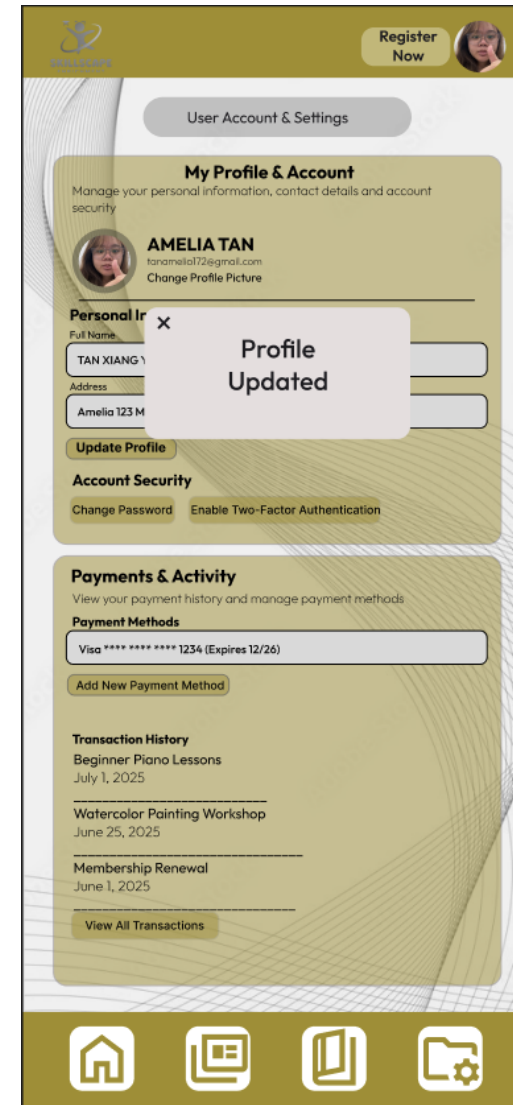 SKILLSCAPE
Register
Now
User Account & Settings
My Profile & Account
Manage your personal information, contact details and account
security
AMELIA TAN
tanamelia172@gmail.com
Change Profile Picture
Personal In
Full Name
TAN XIANG Y
Address
Amelia 123 M
×
Profile
Updated
Update Profile
Account Security
Change Password Enable Two-Factor Authentication
Payments & Activity
View your payment history and manage payment methods
Payment Methods
Visa **** **** **** 1234 (Expires 12/26)
Add New Payment Method
Transaction History
Beginner Piano Lessons
July 1, 2025
Watercolor Painting Workshop
June 25, 2025
Membership Renewal
June 1, 2025
View All Transactions